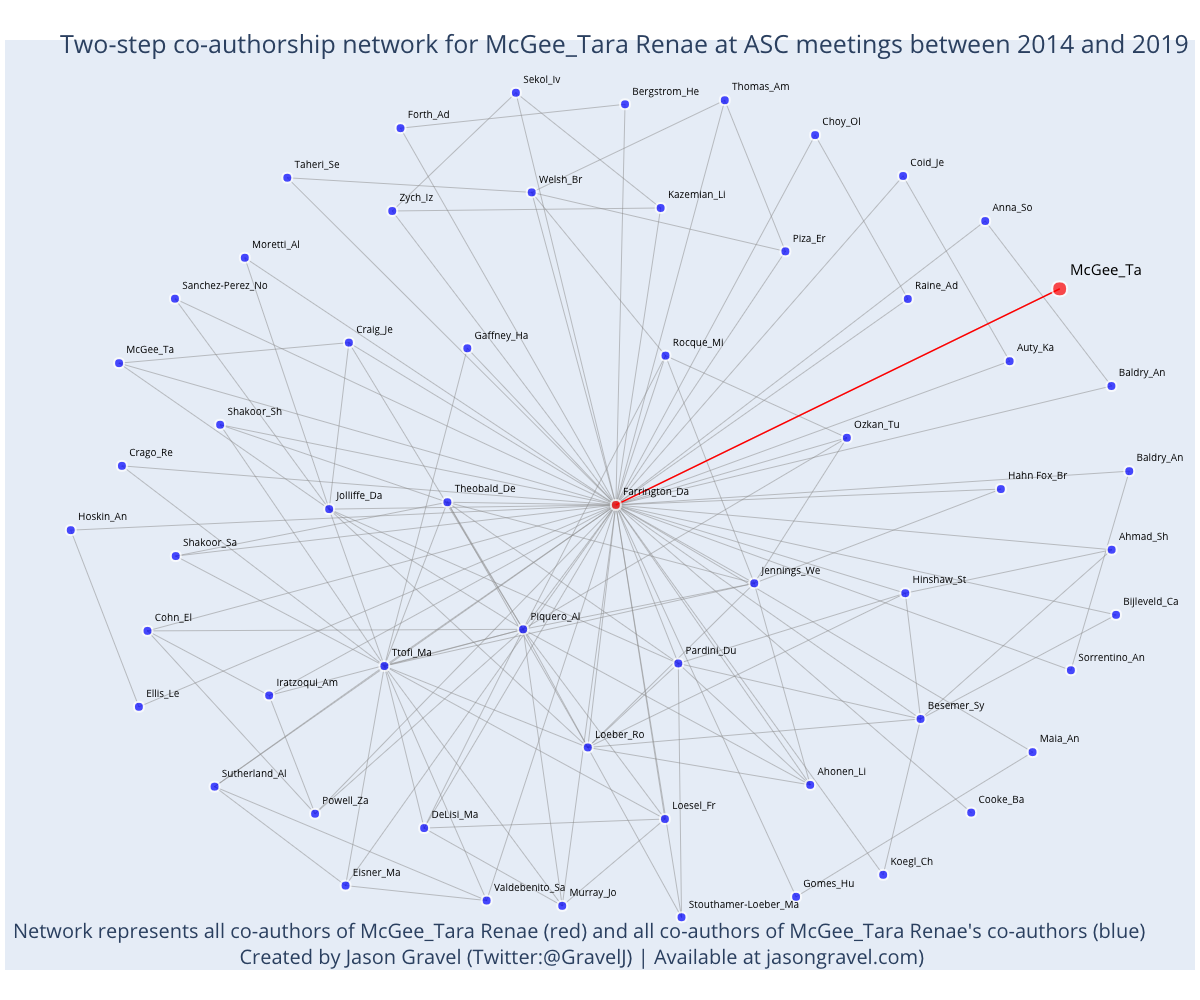 Two-step co-authorship network for McGee_Tara Renae at ASC meetings between 2014 and 2019
Sekol_Iv
Thomas_Am
Bergstrom_He
Forth_Ad
Choy_Ol
Coid_Je
Taheri_Se
Welsh_Br
Zych_Iz
Kazemian_Li
Anna_So
Piza_Er
Moretti_Al
McGee_Ta
Sanchez-Perez_No
Raine_Ad
Craig_Je
Gaffney_Ha
Rocque_Mi
McGee_Ta
Auty_Ka
Baldry_An
Shakoor_Sh
Ozkan_Tu
Crago_Re
Baldry_An
Hahn Fox_Br
Theobald_De
Farrington_Da
Jolliffe_Da
Hoskin_An
Ahmad_Sh
Shakoor_Sa
Jennings_We
Hinshaw_St
Bijleveld_Ca
Cohn_El
Piquero_Al
Ttofi_Ma
Pardini_Du
Sorrentino_An
Iratzoqui_Am
Ellis_Le
Besemer_Sy
Loeber_Ro
Maia_An
Sutherland_Al
Ahonen_Li
Powell_Za
Cooke_Ba
Loesel_Fr
DeLisi_Ma
Koegl_Ch
Eisner_Ma
Gomes_Hu
Valdebenito_Sa
Murray_Jo
Stouthamer-Loeber_Ma
Network represents all co-authors of McGee_Tara Renae (red) and all co-authors of McGee_Tara Renae's co-authors (blue)
Created by Jason Gravel (Twitter:@GravelJ) | Available at jasongravel.com)